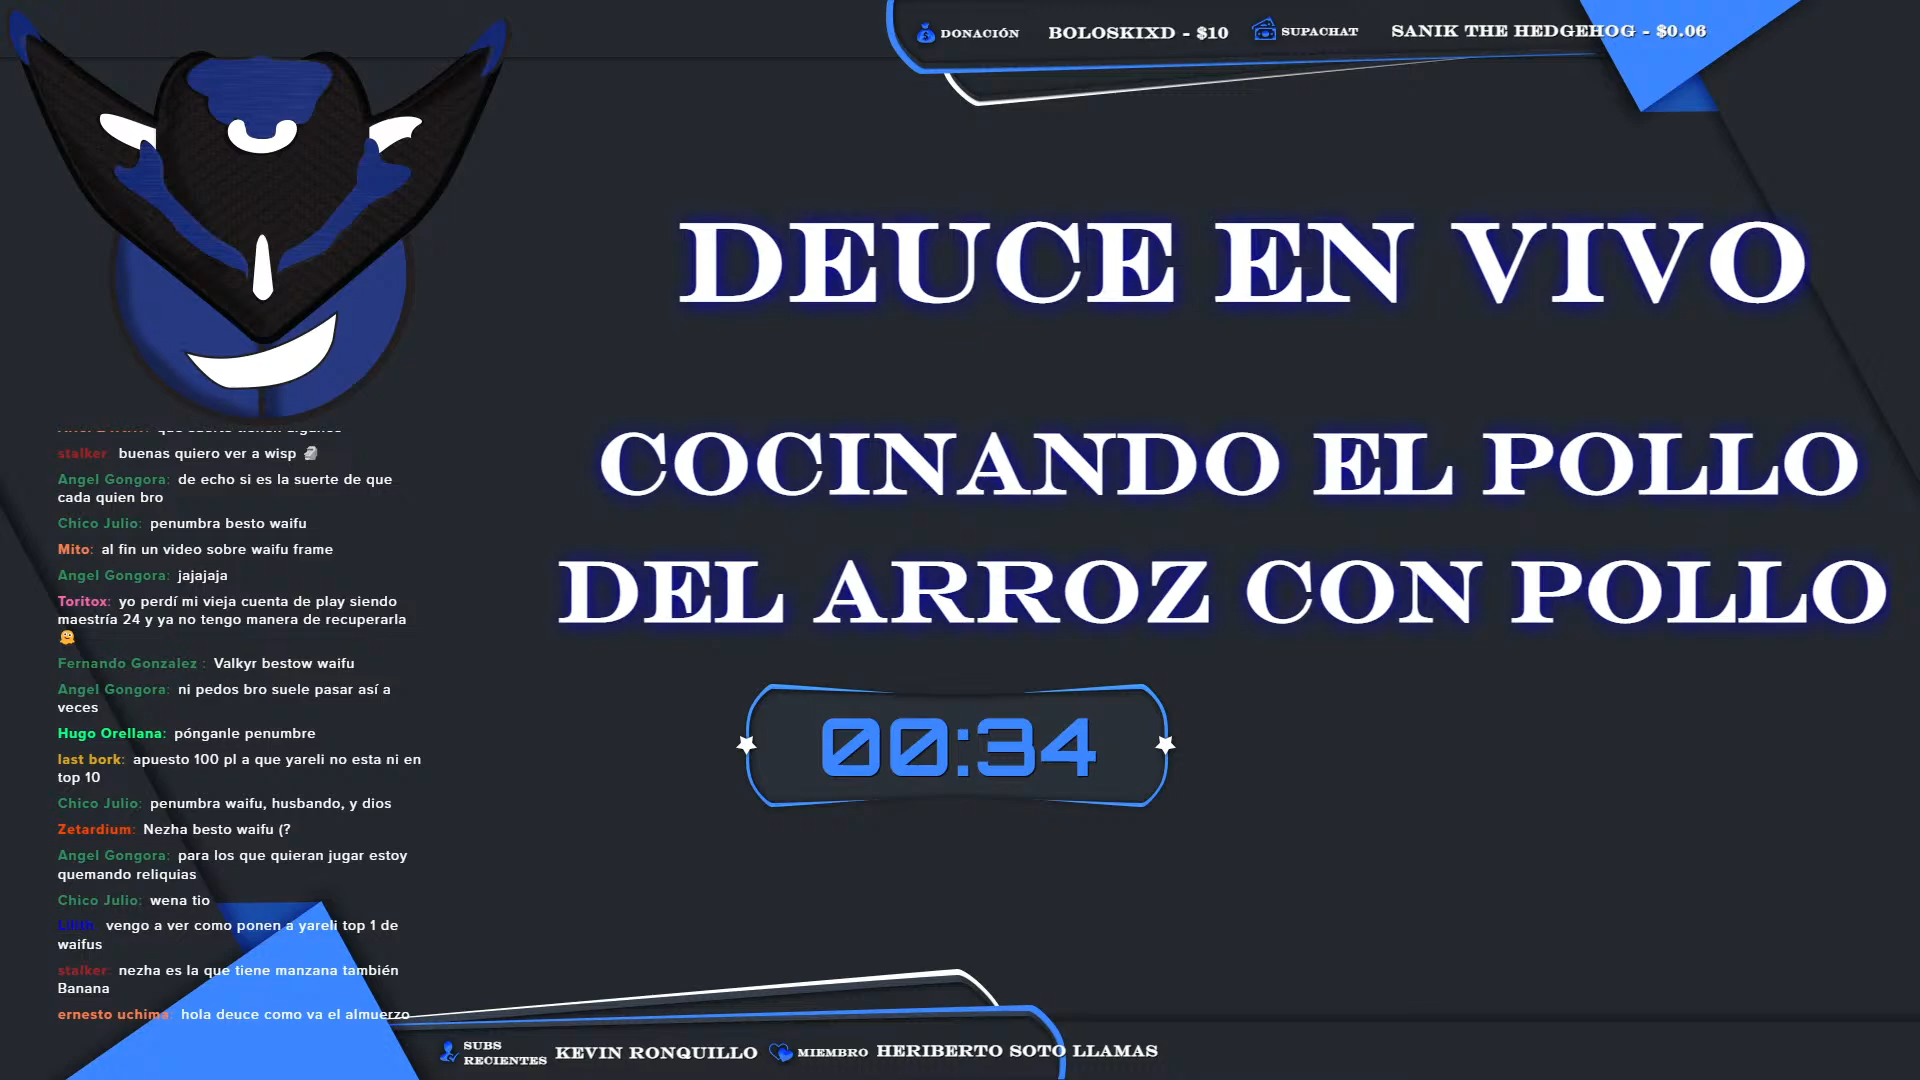 DONACIÓN BOLOSKIXD - $10 SUPACHAT SANIK THE HEDGEHOG - $0.06
DEUCE EN VIVO
COCINANDO EL POLLO
DEL ARROZ CON POLLO
00:34
stalker: buenas quiero ver a wisp 🗿
Angel Gongora: de echo si es la suerte de que
cada quien bro
Chico Julio: penumbra besto waifu
Mito: al fin un video sobre waifu frame
Angel Gongora: jajajaja
Toritox: yo perdí mi vieja cuenta de play siendo
maestría 24 y ya no tengo manera de recuperarla
Fernando Gonzalez : Valkyr bestow waifu
Angel Gongora: ni pedos bro suele pasar así a
veces
Hugo Orellana: pónganle penumbre
last bork: apuesto 100 pl a que yareli no esta ni en
top 10
Chico Julio: penumbra waifu, husbando, y dios
Zetardium: Nezha besto waifu (?
Angel Gongora: para los que quieran jugar estoy
quemando reliquias
Chico Julio: wena tio
Lilith: vengo a ver como ponen a yareli top 1 de
waifus
stalker: nezha es la que tiene manzana también
Banana
ernesto uchima: hola deuce como va el almuerzo
SUBS
RECIENTES KEVIN RONQUILLO MIEMBRO HERIBERTO SOTO LLAMAS